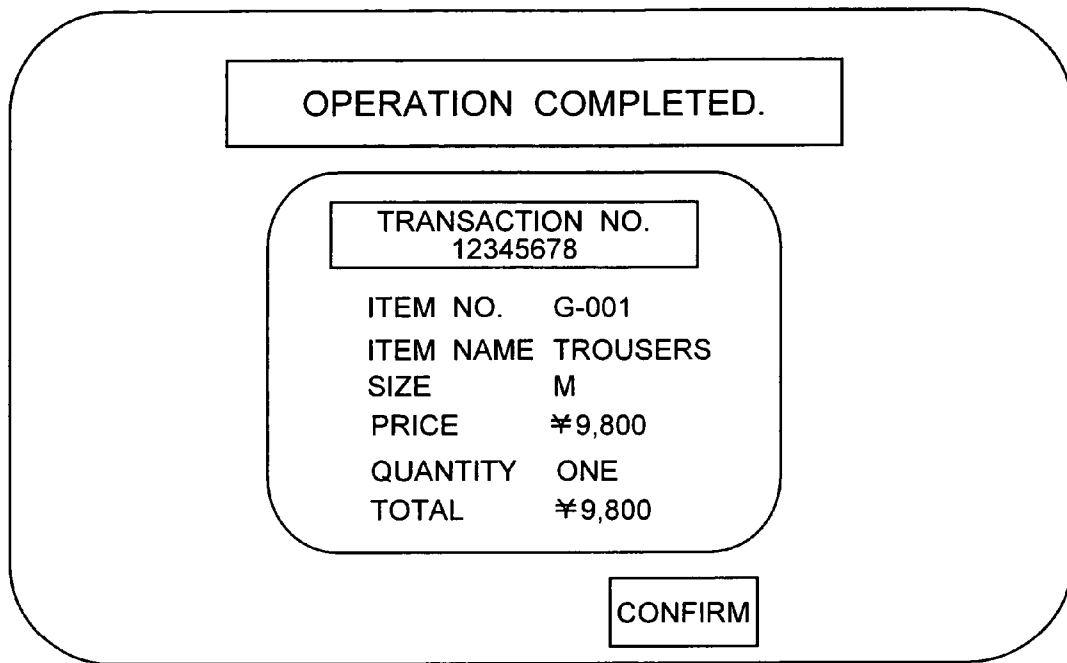 OPERATION COMPLETED.
TRANSACTION NO.
12345678
ITEM NO. G-001
ITEM NAME TROUSERS
SIZE M
PRICE ¥9,800
QUANTITY ONE
TOTAL ¥9,800
CONFIRM